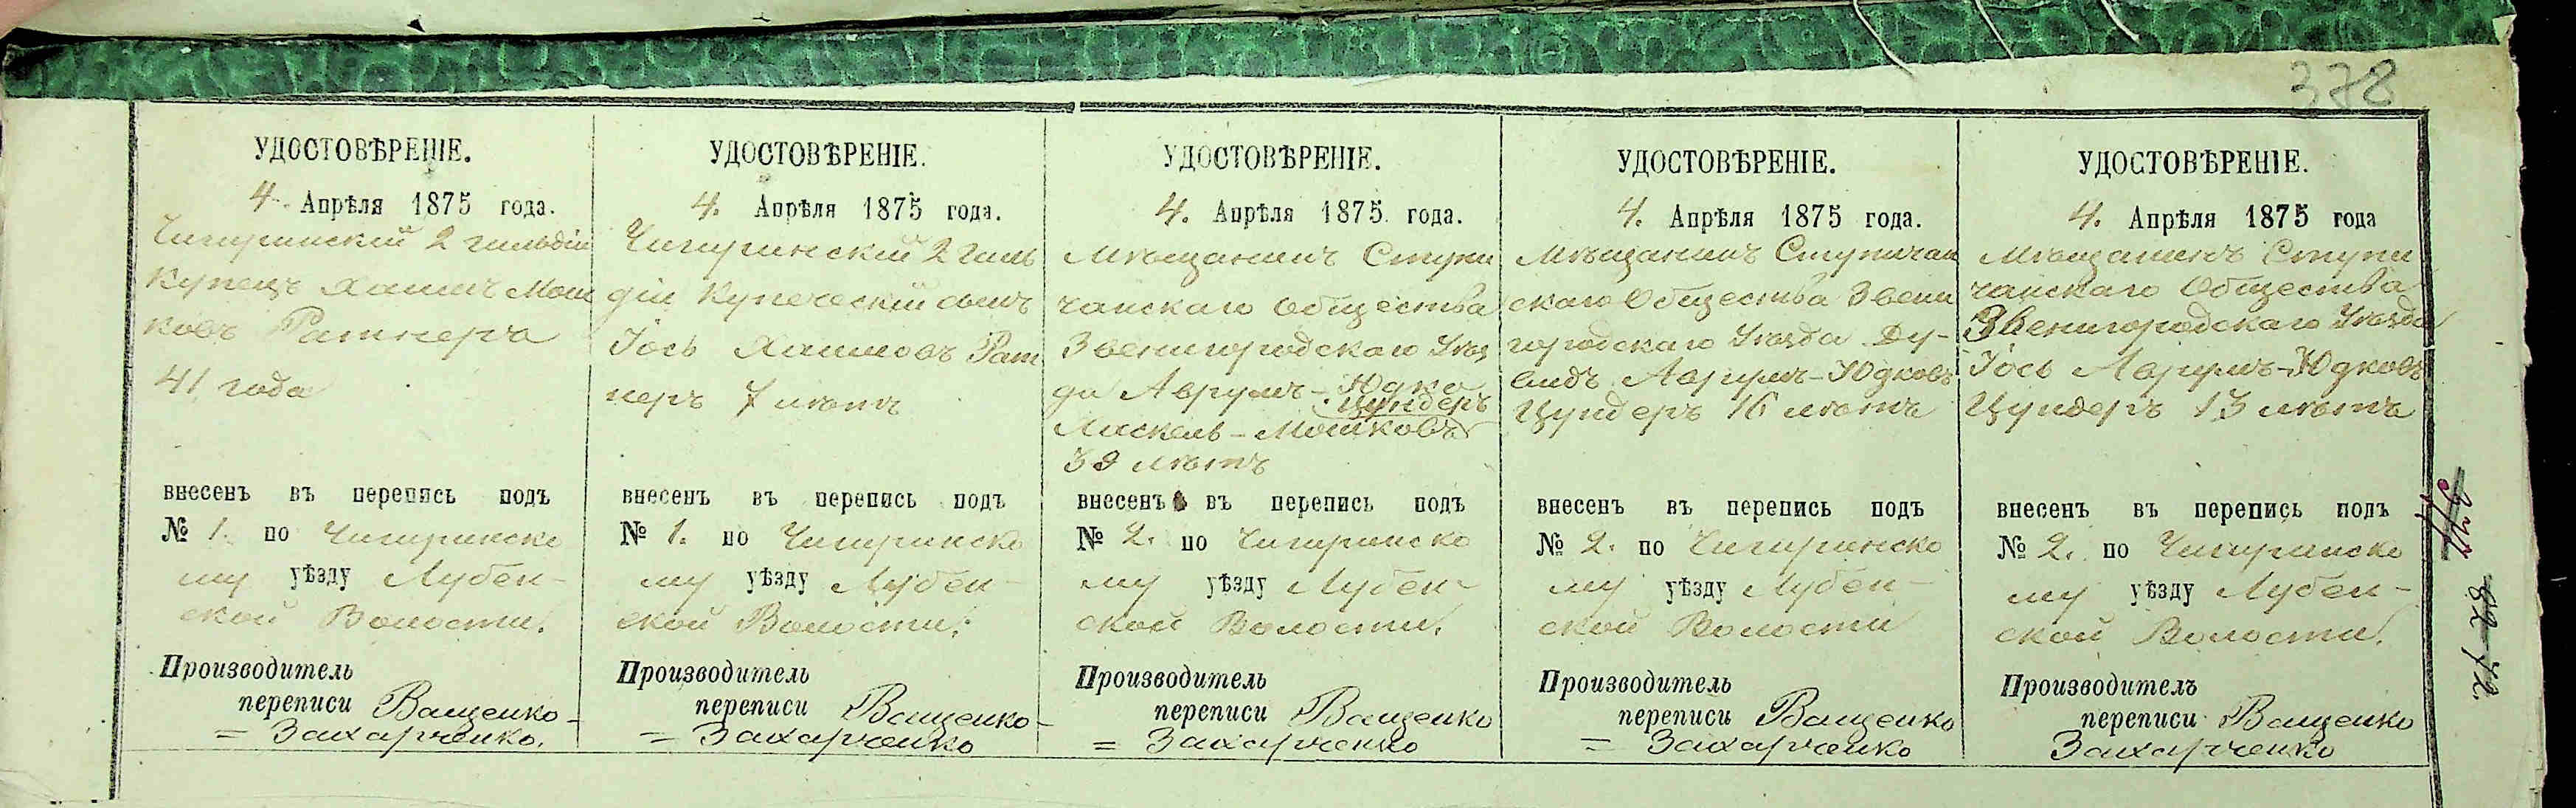 378
УДОСТОВѢРЕНІЕ.
4. Апрѣля 1875 года.
Чигиринскій 2 гильдіи
Купецъ Хаимъ Мош
ковъ Ратнеръ
41 года
внесенъ въ перепись подъ
№ 1. по Чигиринско
му уѣзду Лубен-
ской Волости.
Производитель
переписи Ващенко-
= Захарченко.
УДОСТОВѢРЕНІЕ.
4. Апрѣля 1875 года.
Чигиринскій 2 Гиль
діи Купеческій сынъ
Іось Хаимовъ Рат
неръ 7 лѣтъ
внесенъ въ перепись подъ
№ 1. по Чигиринско
му уѣзду Лубен-
ской Волости.
Производитель
переписи Ващенко-
= Захарченко
УДОСТОВѢРЕНІЕ.
4. Апрѣля 1875 года.
Мѣщанинъ Ступи
чанскаго Общества
Звенигородскаго Уѣз
да Аврумъ-Юдко
Цундеръ
Хаскель-Мошковъ
39 лѣтъ
внесенъ въ перепись подъ
№ 2. по Чигиринско
му уѣзду Лубен-
ской Волости.
Производитель
переписи Ващенко
= Захарченко
УДОСТОВѢРЕНІЕ.
4. Апрѣля 1875 года.
Мѣщанинъ Ступичан
скаго Общества Звени
городскаго Уѣзда Ду-
видъ Аврумъ-Юдковъ
Цундеръ 16 лѣтъ
внесенъ въ перепись подъ
№ 2. по Чигиринско
му уѣзду Лубен-
ской Волости
Производитель
переписи Ващенко
= Захарченко
УДОСТОВѢРЕНІЕ.
4. Апрѣля 1875 года
Мѣщанинъ Ступи
чанскаго Общества
Звенигородскаго Уѣзда
Іось Аврумъ-Юдковъ
Цундеръ 13 лѣтъ
внесенъ въ перепись подъ
№ 2. по Чигиринско
му уѣзду Лубен-
ской Волости.
Производитель
переписи Ващенко
Захарченко